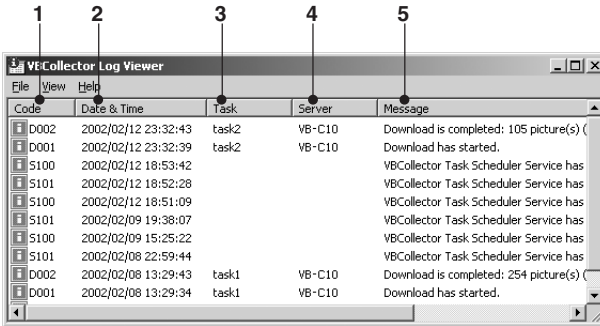 1 2 3 4 5
VBCollector Log Viewer
File View Help
Code Date & Time Task Server Message
D002 2002/02/12 23:32:43 task2 VB-C10 Download is completed: 105 picture(s) (
D001 2002/02/12 23:32:39 task2 VB-C10 Download has started.
S100 2002/02/12 18:53:42 VBCollector Task Scheduler Service has
S101 2002/02/12 18:52:28 VBCollector Task Scheduler Service has
S100 2002/02/12 18:51:09 VBCollector Task Scheduler Service has
S101 2002/02/09 19:38:07 VBCollector Task Scheduler Service has
S100 2002/02/09 15:25:22 VBCollector Task Scheduler Service has
S101 2002/02/08 22:59:44 VBCollector Task Scheduler Service has
D002 2002/02/08 13:29:43 task1 VB-C10 Download is completed: 254 picture(s) (
D001 2002/02/08 13:29:34 task1 VB-C10 Download has started.